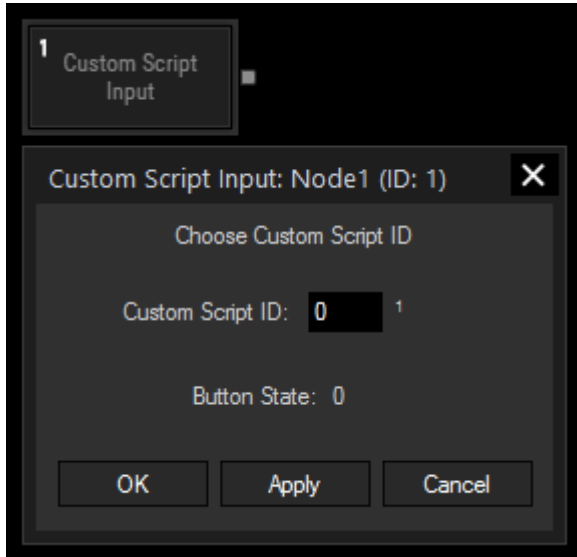 1
Custom Script
Input
Custom Script Input: Node1 (ID: 1)
Choose Custom Script ID
Custom Script ID: 0 1
Button State: 0
OK Apply Cancel